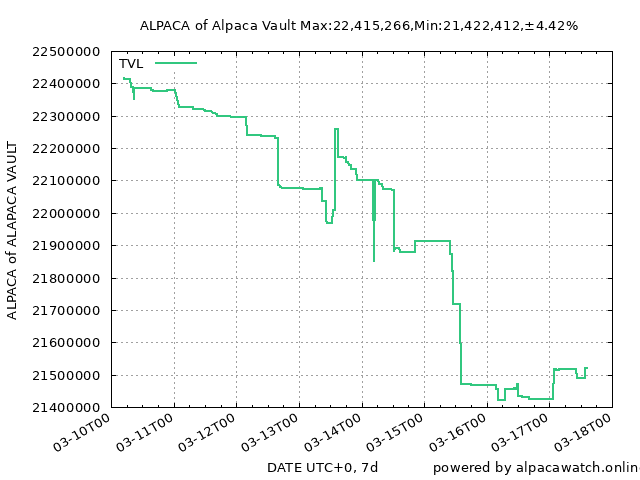 ALPACA of Alpaca Vault Max:22,415,266,Min:21,422,412,±4.42%
TVL
22500000
22400000
22300000
22200000
22100000
22000000
21900000
21800000
21700000
21600000
21500000
21400000
ALPACA of ALAPACA VAULT
03-10T00
03-11T00
03-12T00
03-13T00
03-14T00
03-15T00
03-16T00
03-17T00
03-18T00
DATE UTC+0, 7d
powered by alpacawatch.online